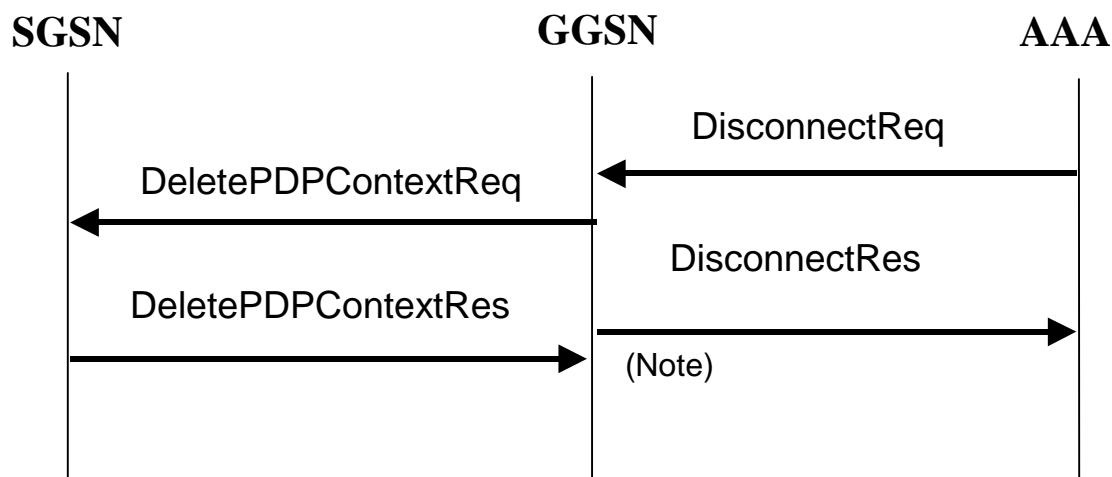 SGSN
GGSN
AAA
DisconnectReq
DeletePDPContextReq
DisconnectRes
DeletePDPContextRes
(Note)